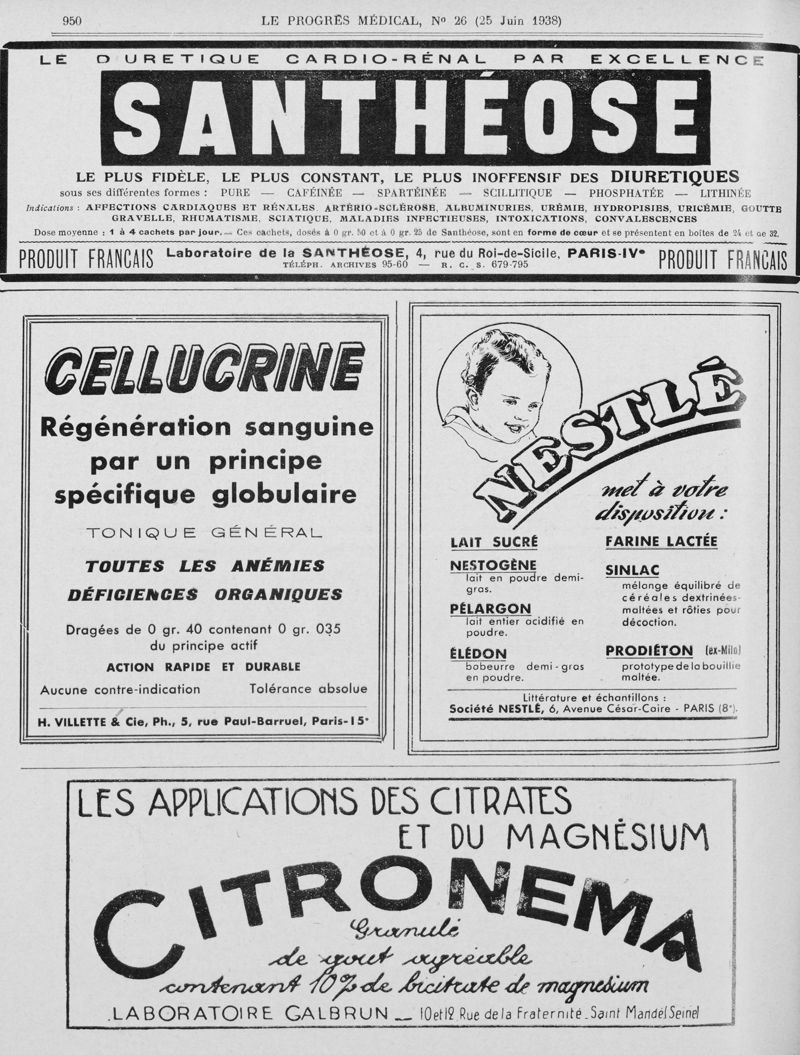 950
LE PROGRÈS MÉDICAL, Nº 26 (25 Juin 1938)
LE D URETIQUE CARDIO-RÉNAL PAR EXCELLENCE
SANTHÉOSE
LE PLUS FIDÈLE, LE PLUS CONSTANT, LE PLUS INOFFENSIF DES DIURETIQUES
sous ses différentes formes : PURE — CAFÉINÉE — SPARTÉINÉE — SCILLITIQUE — PHOSPHATÉE — LITHINÉE
Indications : AFFECTIONS CARDIAQUES ET RÉNALES, ARTÉRIO-SCLÉROSE, ALBUMINURIES, URÉMIE, HYDROPISIES, URICÉMIE, GOUTTE
GRAVELLE, RHUMATISME, SCIATIQUE, MALADIES INFECTIEUSES, INTOXICATIONS, CONVALESCENCES
Dose moyenne : 1 à 4 cachets par jour. — Ces cachets, dosés à 0 gr. 50 et à 0 gr. 25 de Santhéose, sont en forme de cœur et se présentent en boîtes de 24 et de 32.
PRODUIT FRANÇAIS
Laboratoire de la SANTHÉOSE, 4, rue du Roi-de-Sicile, PARIS-IVe
TÉLÉPH. ARCHIVES 95-60 — R. C. S. 679-795
PRODUIT FRANÇAIS
CELLUCRINE
Régénération sanguine
par un principe
spécifique globulaire
TONIQUE GÉNÉRAL
TOUTES LES ANÉMIES
DÉFICIENCES ORGANIQUES
Dragées de 0 gr. 40 contenant 0 gr. 035
du principe actif
ACTION RAPIDE ET DURABLE
Aucune contre-indication Tolérance absolue
H. VILLETTE & Cie, Ph., 5, rue Paul-Barruel, Paris-15e
NESTLÉ
met à votre
disposition :
LAIT SUCRÉ
NESTOGÈNE
lait en poudre demi-
gras.
PÉLARGON
lait entier acidifié en
poudre.
ÉLÉDON
babeurre demi-gras
en poudre.
FARINE LACTÉE
SINLAC
mélange équilibré de
céréales dextrinées-
maltées et rôties pour
décoction.
PRODIÉTON (ex-Milo)
prototype de la bouillie
maltée.
Littérature et échantillons :
Société NESTLÉ, 6, Avenue César-Caire - PARIS (8e).
LES APPLICATIONS DES CITRATES
ET DU MAGNÉSIUM
CITRONEMA
Granulé
de gout agréable
contenant 10% de bicitrate de magnesium
LABORATOIRE GALBRUN — 10 et 12 Rue de la Fraternité - Saint Mandé (Seine)